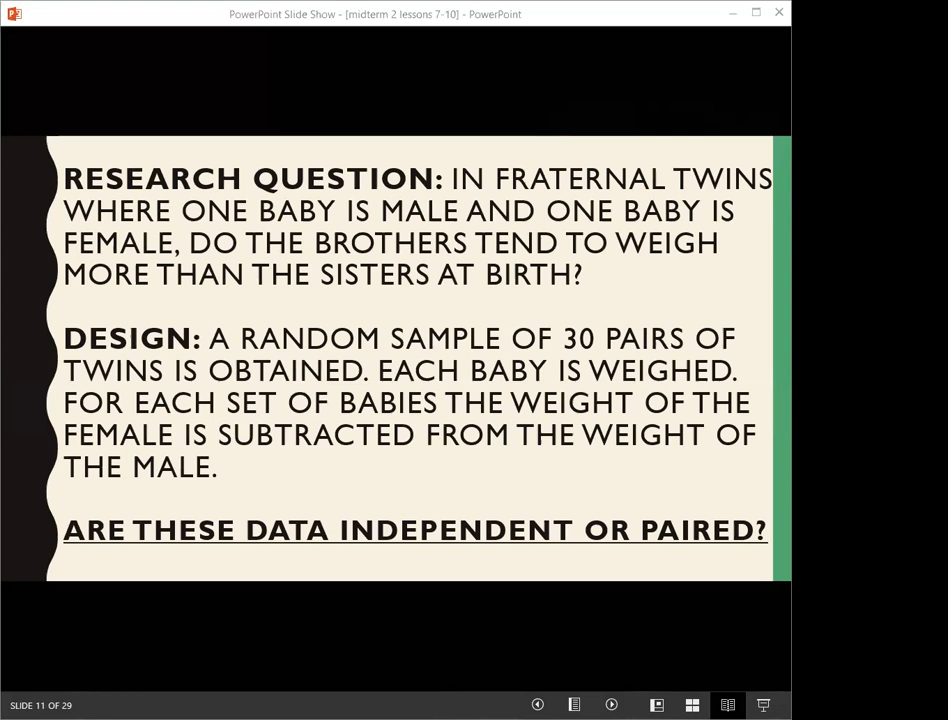 PowerPoint Slide Show - [midterm 2 lessons 7-10] - PowerPoint
RESEARCH QUESTION: IN FRATERNAL TWINS
WHERE ONE BABY IS MALE AND ONE BABY IS
FEMALE, DO THE BROTHERS TEND TO WEIGH
MORE THAN THE SISTERS AT BIRTH?
DESIGN: A RANDOM SAMPLE OF 30 PAIRS OF
TWINS IS OBTAINED. EACH BABY IS WEIGHED.
FOR EACH SET OF BABIES THE WEIGHT OF THE
FEMALE IS SUBTRACTED FROM THE WEIGHT OF
THE MALE.
ARE THESE DATA INDEPENDENT OR PAIRED?
SLIDE 11 OF 29